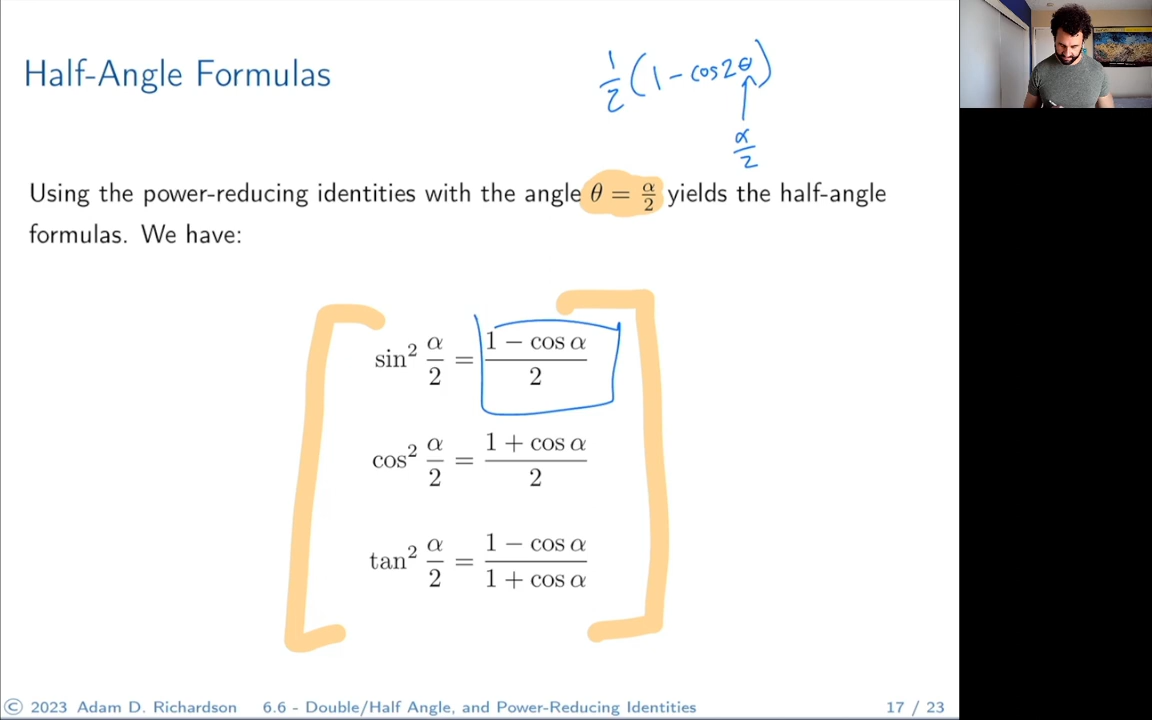 Half-Angle Formulas
½(1 - cos2θ)
↑
α/2
Using the power-reducing identities with the angle θ = α/2 yields the half-angle
formulas. We have:
sin² α/2 = (1 − cos α)/2
cos² α/2 = (1 + cos α)/2
tan² α/2 = (1 − cos α)/(1 + cos α)
© 2023 Adam D. Richardson 6.6 - Double/Half Angle, and Power-Reducing Identities 17 / 23